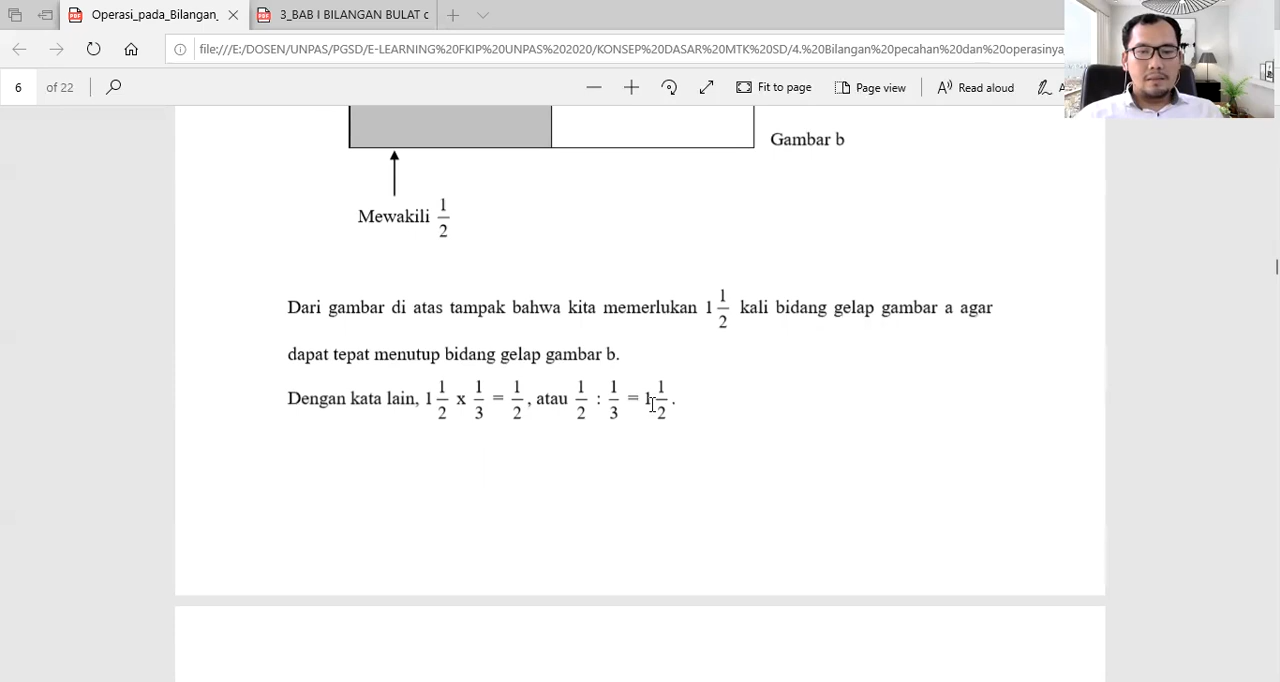 Operasi_pada_Bilangan_
3_BAB I BILANGAN BULAT c
file:///E:/DOSEN/UNPAS/PGSD/E-LEARNING%20FKIP%20UNPAS%202020/KONSEP%20DASAR%20MTK%20SD/4.%20Bilangan%20pecahan%20dan%20operasinya
6 of 22 Fit to page Page view Read aloud
Gambar b
Mewakili 1/2
Dari gambar di atas tampak bahwa kita memerlukan 1 1/2 kali bidang gelap gambar a agar
dapat tepat menutup bidang gelap gambar b.
Dengan kata lain, 1 1/2 x 1/3 = 1/2, atau 1/2 : 1/3 = 1 1/2.